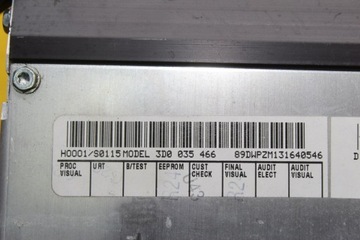 H0001/S0115 MODEL 3D0 035 466 89DWPZM131640546
PROC VISUAL URT B/TEST EEPROM CUST CHECK FINAL VISUAL AUDIT ELECT AUDIT VISUAL
D